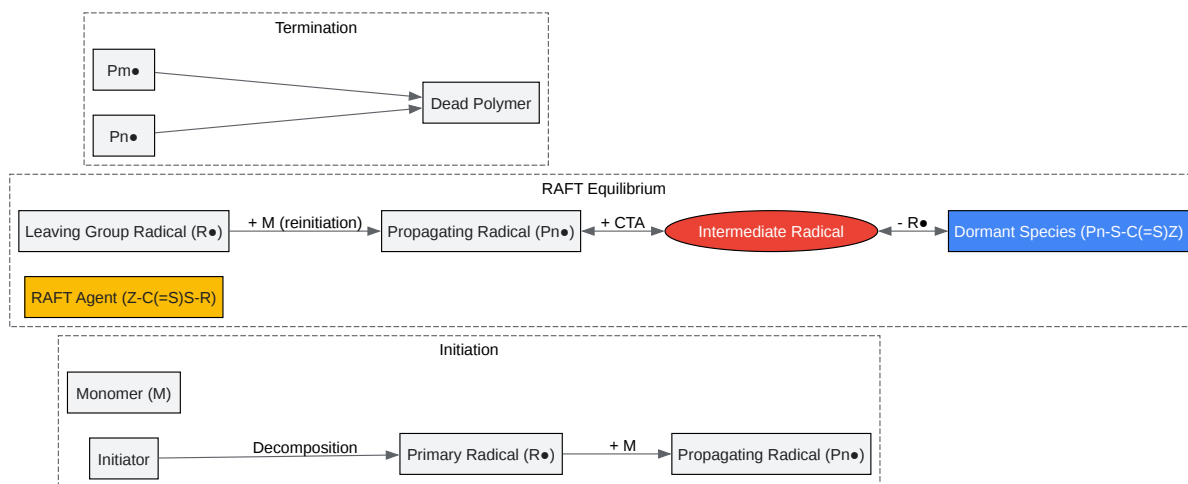 Termination
Pm●
Pn●
Dead Polymer
RAFT Equilibrium
Leaving Group Radical (R●)
+ M (reinitiation)
Propagating Radical (Pn●)
+ CTA
Intermediate Radical
- R●
Dormant Species (Pn-S-C(=S)Z)
RAFT Agent (Z-C(=S)S-R)
Initiation
Monomer (M)
Initiator
Decomposition
Primary Radical (R●)
+ M
Propagating Radical (Pn●)